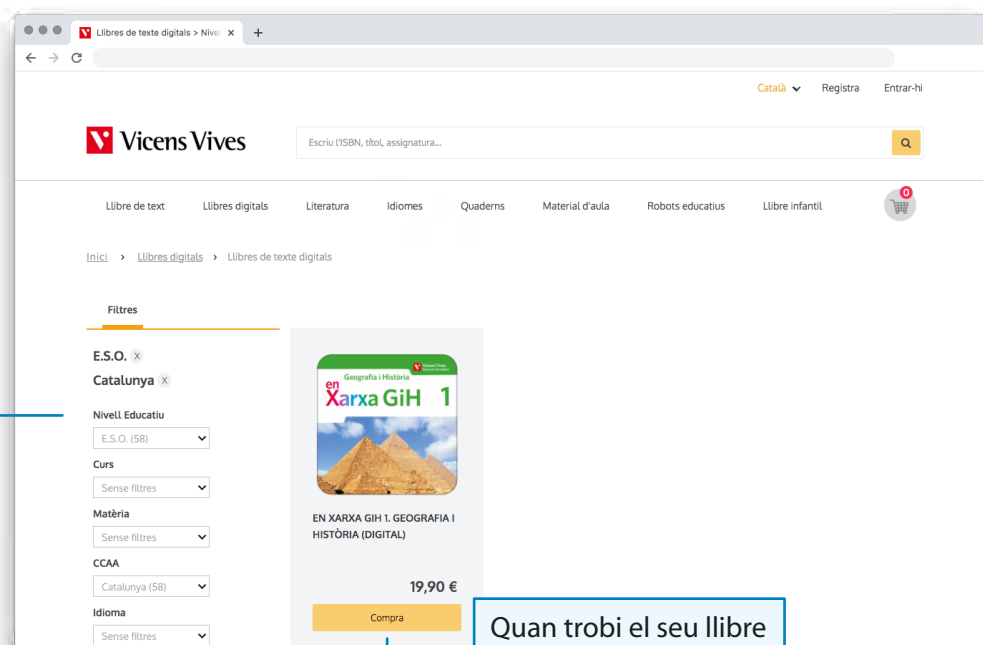 Llibres de texte digitals > Nivel
Català
Registra
Entrar-hi
Vicens Vives
Escriu l'ISBN, títol, assignatura...
Llibre de text
Llibres digitals
Literatura
Idiomes
Quaderns
Material d'aula
Robots educatius
Llibre infantil
0
Inici > Llibres digitals > Llibres de texte digitals
Filtres
E.S.O. x
Catalunya x
Nivell Educatiu
E.S.O. (58)
Curs
Sense filtres
Matèria
Sense filtres
CCAA
Catalunya (58)
Idioma
Sense filtres
Vicens Vives
Geografia i Història
en
Xarxa GiH 1
EN XARXA GIH 1. GEOGRAFIA I
HISTÒRIA (DIGITAL)
19,90 €
Compra
Quan trobi el seu llibre